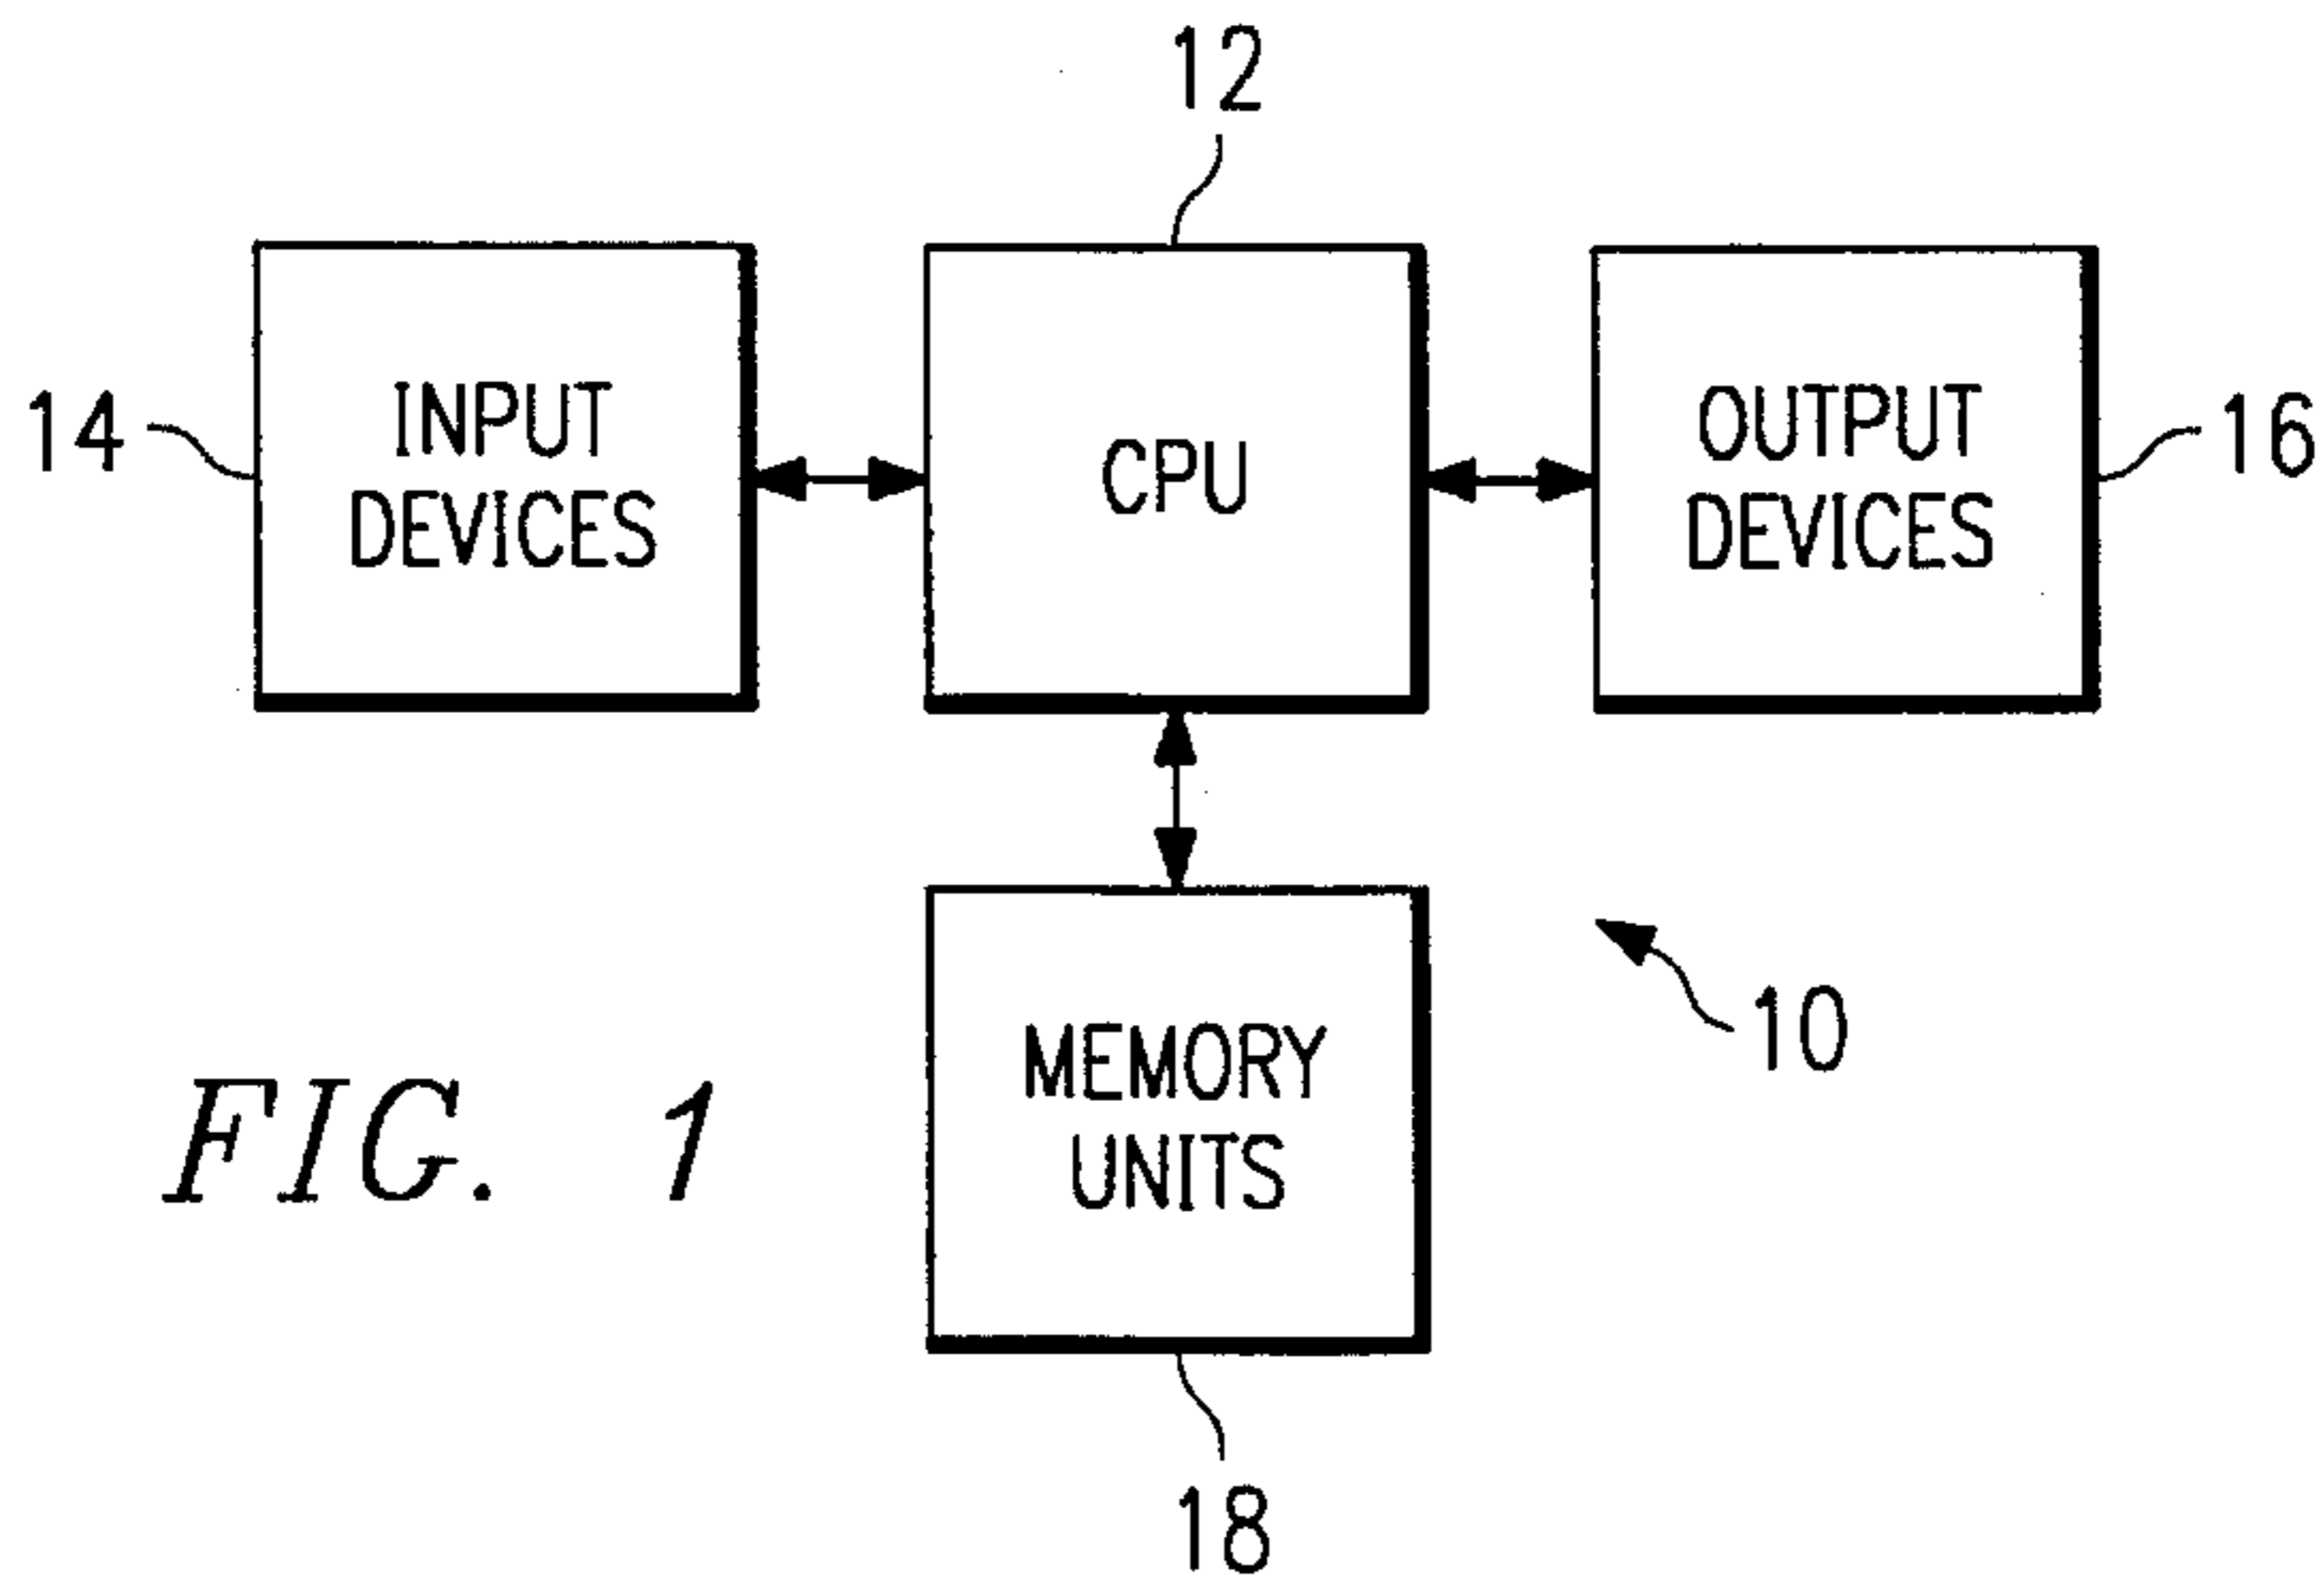 12
14
INPUT
DEVICES
CPU
OUTPUT
DEVICES
16
MEMORY
UNITS
10
FIG. 1
18